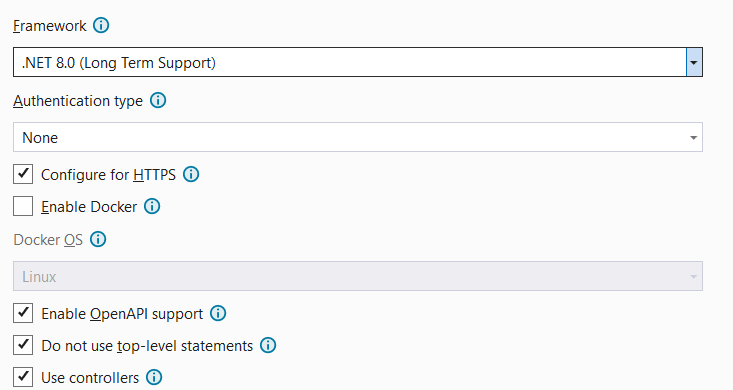 Framework
.NET 8.0 (Long Term Support)
Authentication type
None
Configure for HTTPS
Enable Docker
Docker OS
Linux
Enable OpenAPI support
Do not use top-level statements
Use controllers